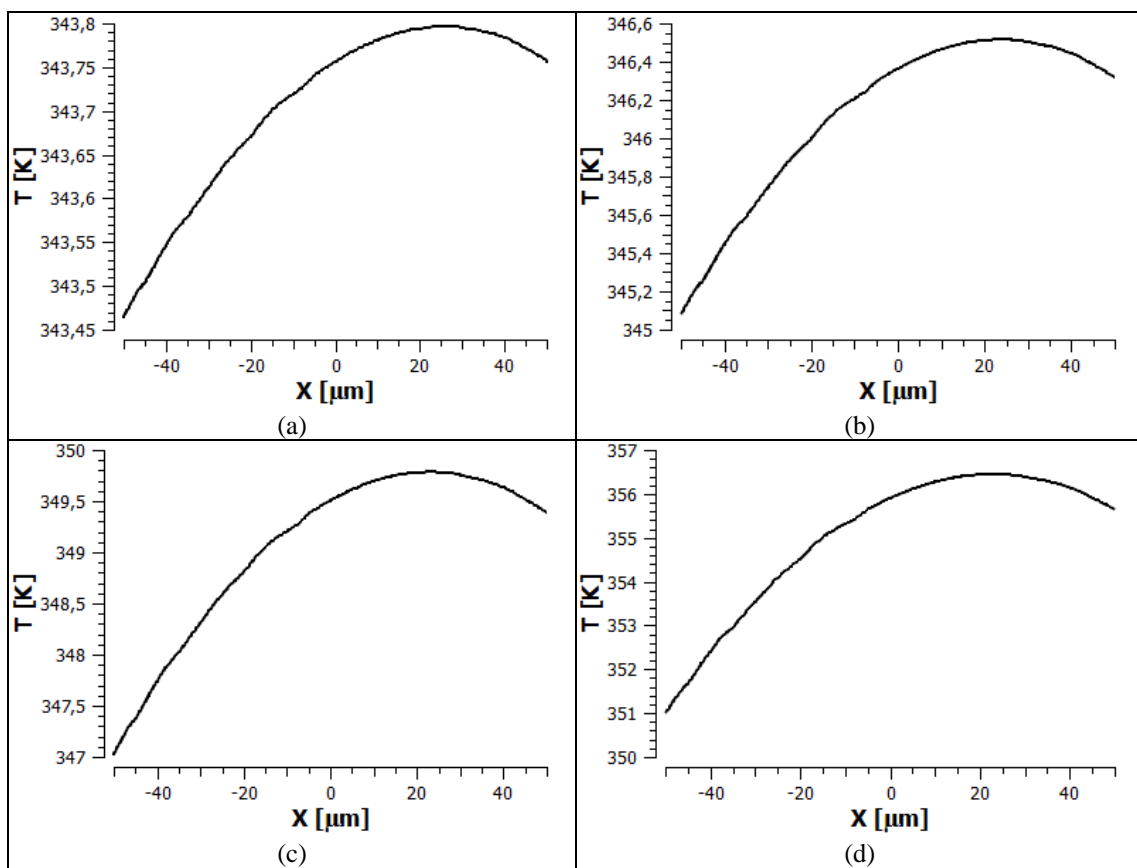 T [K]
343,8
343,75
343,7
343,65
343,6
343,55
343,5
343,45
-40 -20 0 20 40
X [µm]
(a)
T [K]
346,6
346,4
346,2
346
345,8
345,6
345,4
345,2
345
-40 -20 0 20 40
X [µm]
(b)
T [K]
350
349,5
349
348,5
348
347,5
347
-40 -20 0 20 40
X [µm]
(c)
T [K]
357
356
355
354
353
352
351
350
-40 -20 0 20 40
X [µm]
(d)